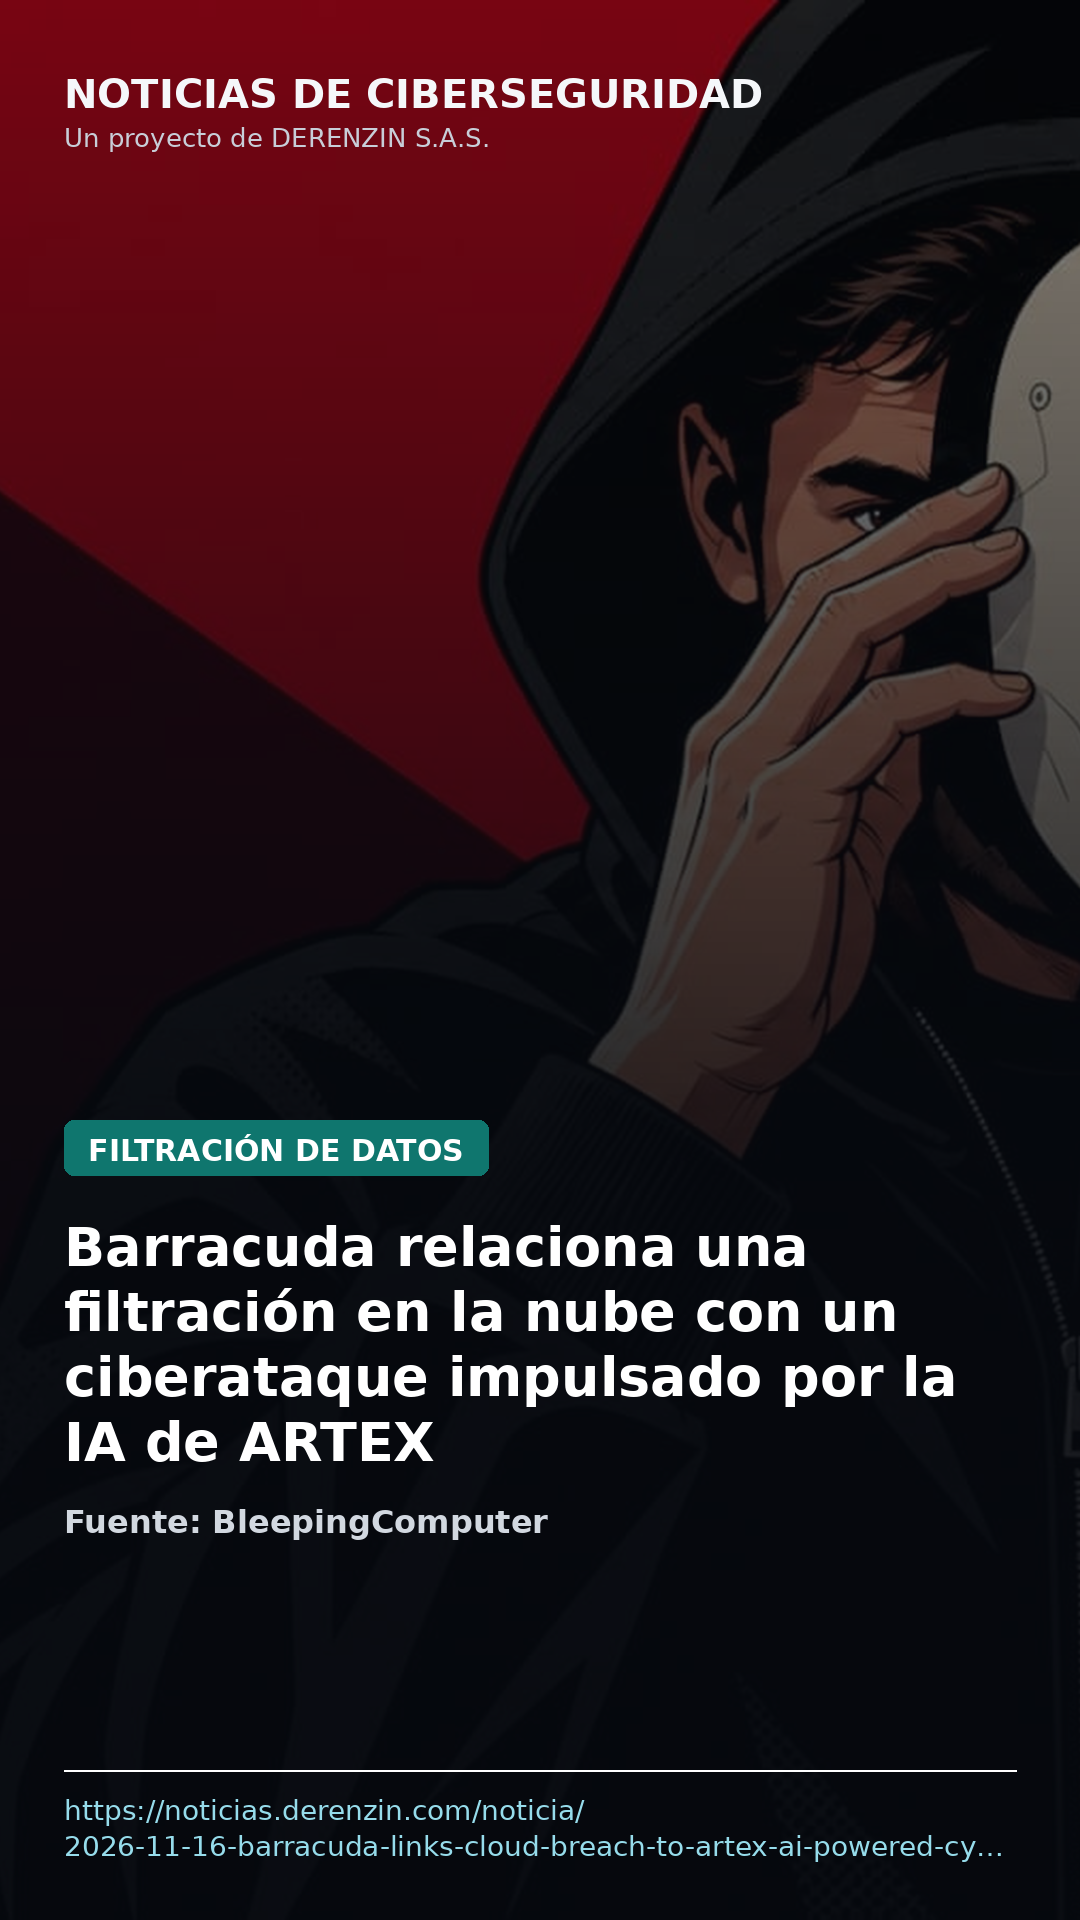 NOTICIAS DE CIBERSEGURIDAD
Un proyecto de DERENZIN S.A.S.
FILTRACIÓN DE DATOS
Barracuda relaciona una
filtración en la nube con un
ciberataque impulsado por la
IA de ARTEX
Fuente: BleepingComputer
https://noticias.derenzin.com/noticia/
2026-11-16-barracuda-links-cloud-breach-to-artex-ai-powered-cy...